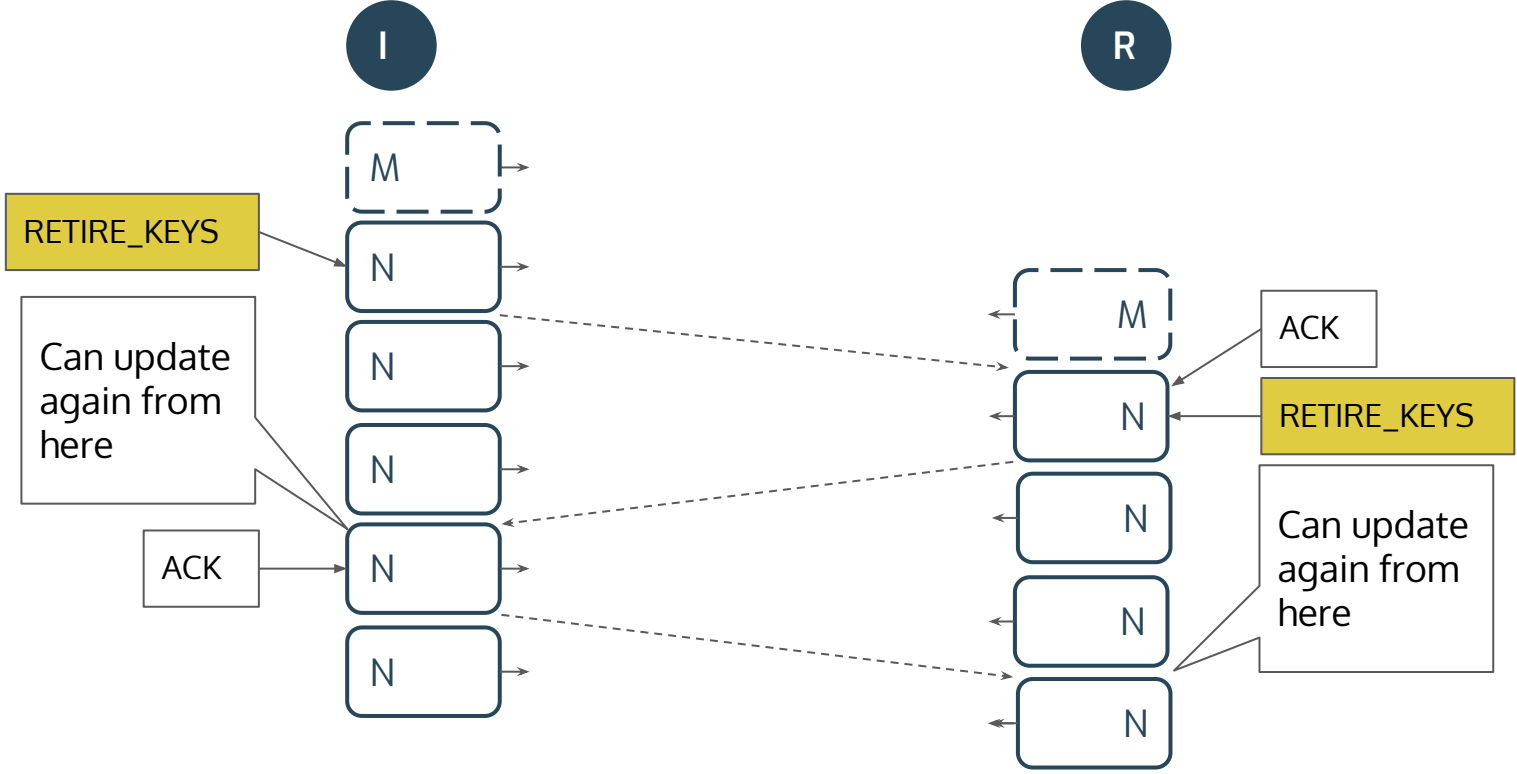 I
R
M
RETIRE_KEYS
N
Can update
again from
here
N
N
ACK
N
N
M
ACK
N
RETIRE_KEYS
N
Can update
again from
here
N
N